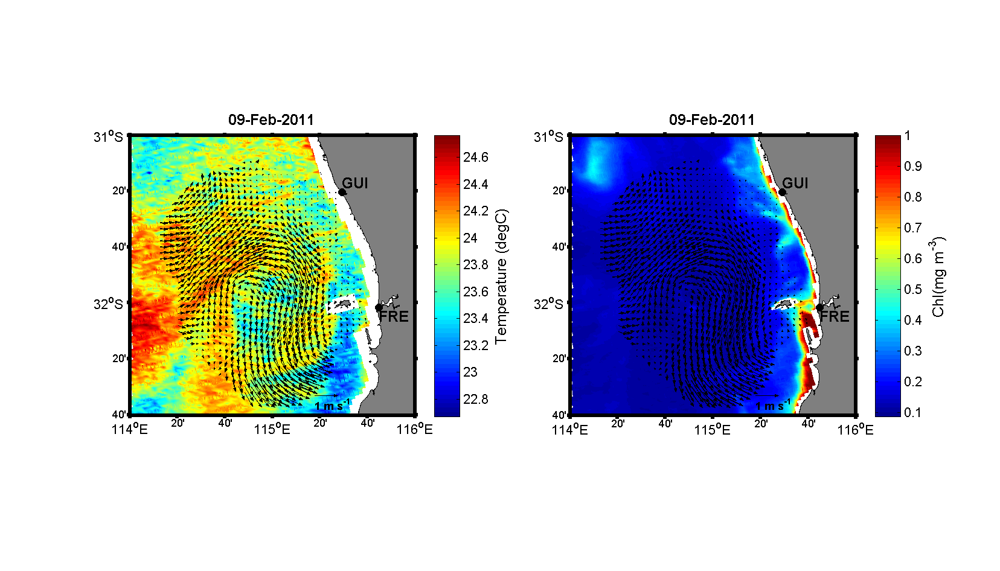 09-Feb-2011
31°S
20'
40'
32°S
20'
40'
114°E
20'
40'
115°E
20'
40'
116°E
GUI
FRE
1 m s⁻¹
24.6
24.4
24.2
24
23.8
23.6
23.4
23.2
23
22.8
Temperature (degC)
09-Feb-2011
31°S
20'
40'
32°S
20'
40'
114°E
20'
40'
115°E
20'
40'
116°E
GUI
FRE
1 m s⁻¹
1
0.9
0.8
0.7
0.6
0.5
0.4
0.3
0.2
0.1
Chl(mg m⁻³)